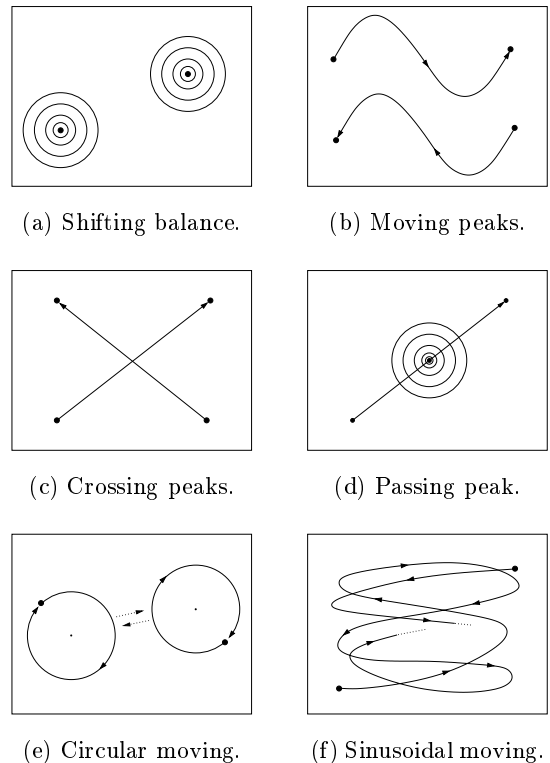 (a) Shifting balance.
(b) Moving peaks.
(c) Crossing peaks.
(d) Passing peak.
(e) Circular moving.
(f) Sinusoidal moving.